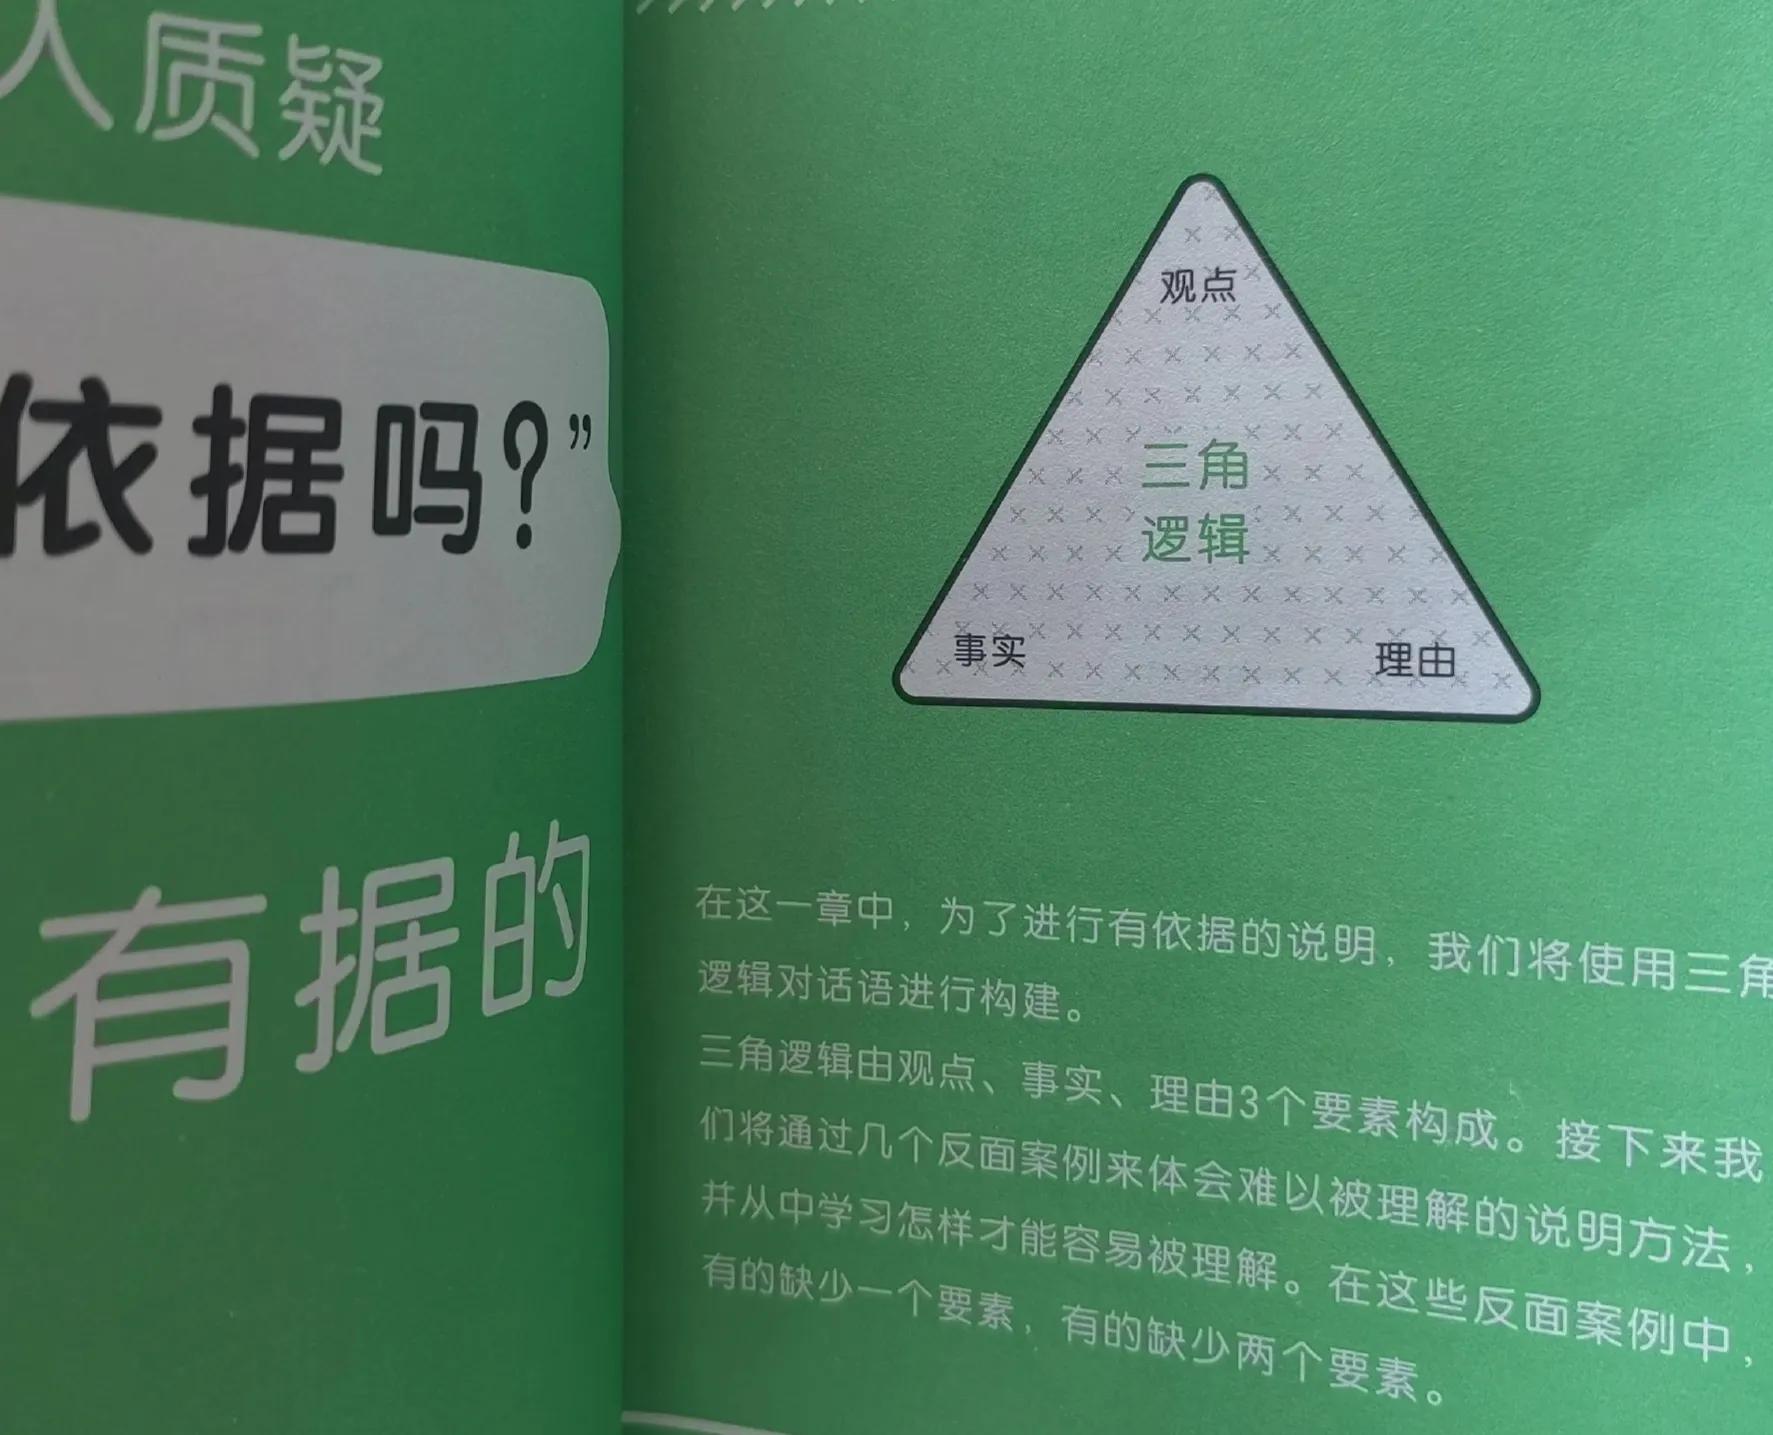 人质疑
依据吗？”
有据的
观点
三角
逻辑
事实
理由
在这一章中，为了进行有依据的说明，我们将使用三角
逻辑对话语进行构建。
三角逻辑由观点、事实、理由3个要素构成。接下来我
们将通过几个反面案例来体会难以被理解的说明方法，
并从中学习怎样才能容易被理解。在这些反面案例中，
有的缺少一个要素，有的缺少两个要素。